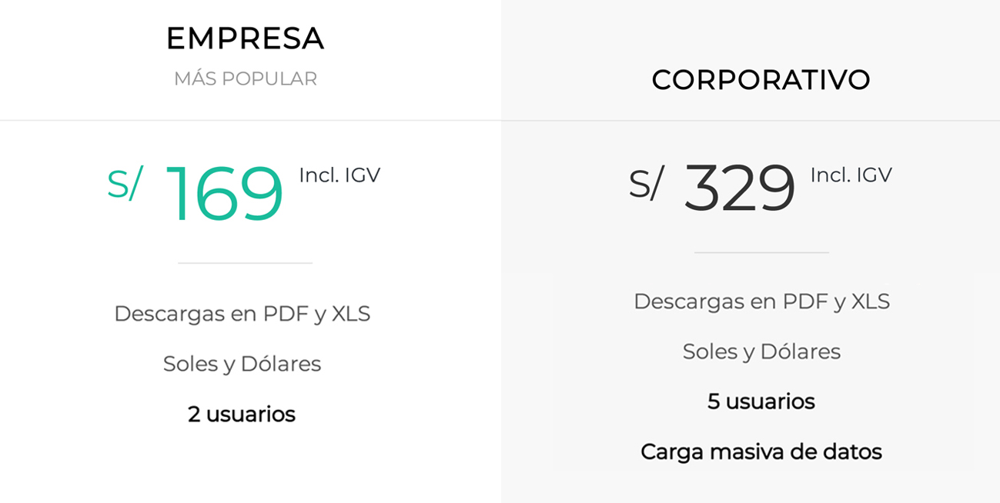 EMPRESA
MÁS POPULAR
S/ 169 Incl. IGV
Descargas en PDF y XLS
Soles y Dólares
2 usuarios
CORPORATIVO
S/ 329 Incl. IGV
Descargas en PDF y XLS
Soles y Dólares
5 usuarios
Carga masiva de datos